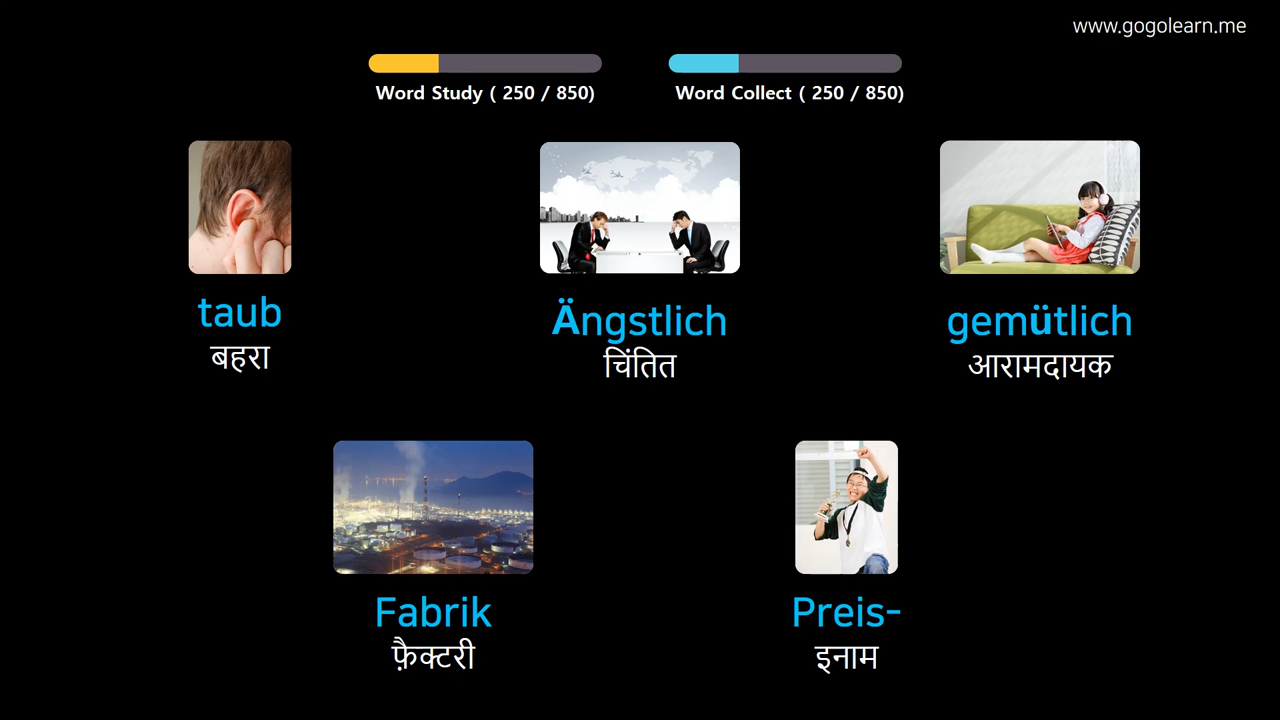 www.gogolearn.me
Word Study ( 250 / 850)
Word Collect ( 250 / 850)
taub
बहरा
Ängstlich
चिंतित
gemütlich
आरामदायक
Fabrik
फ़ैक्टरी
Preis-
इनाम